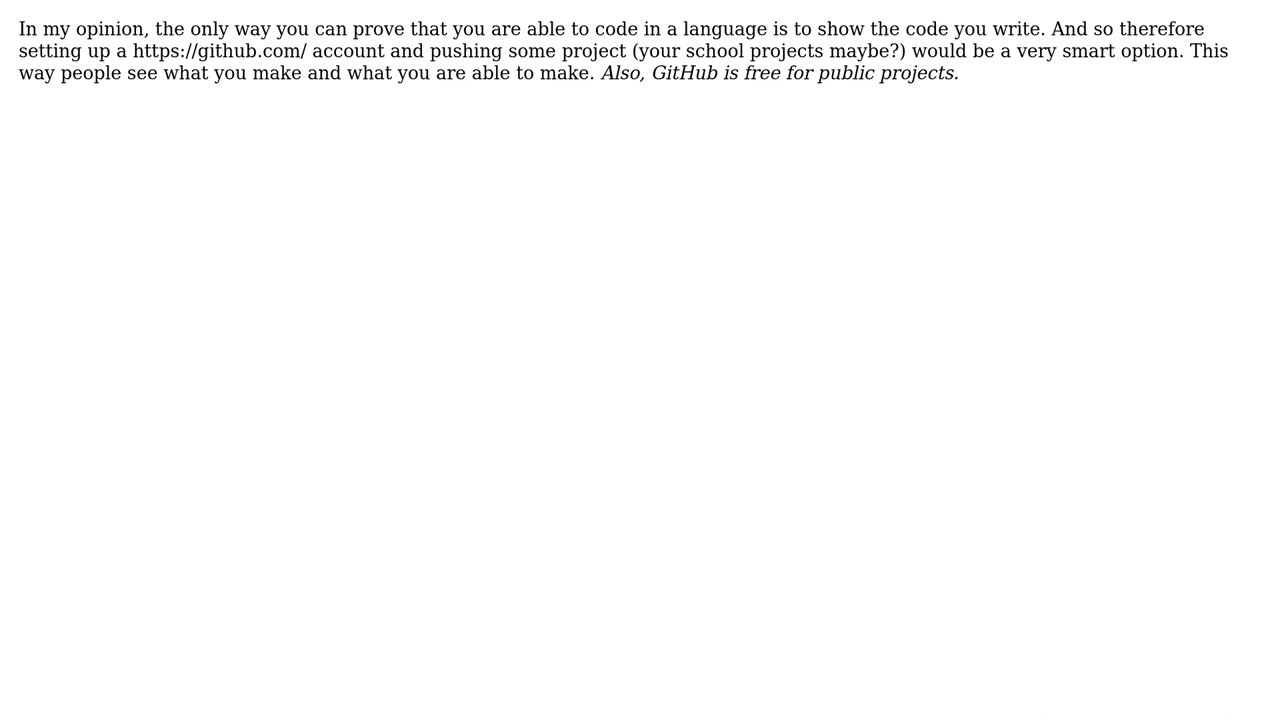 In my opinion, the only way you can prove that you are able to code in a language is to show the code you write. And so therefore
setting up a https://github.com/ account and pushing some project (your school projects maybe?) would be a very smart option. This
way people see what you make and what you are able to make. Also, GitHub is free for public projects.